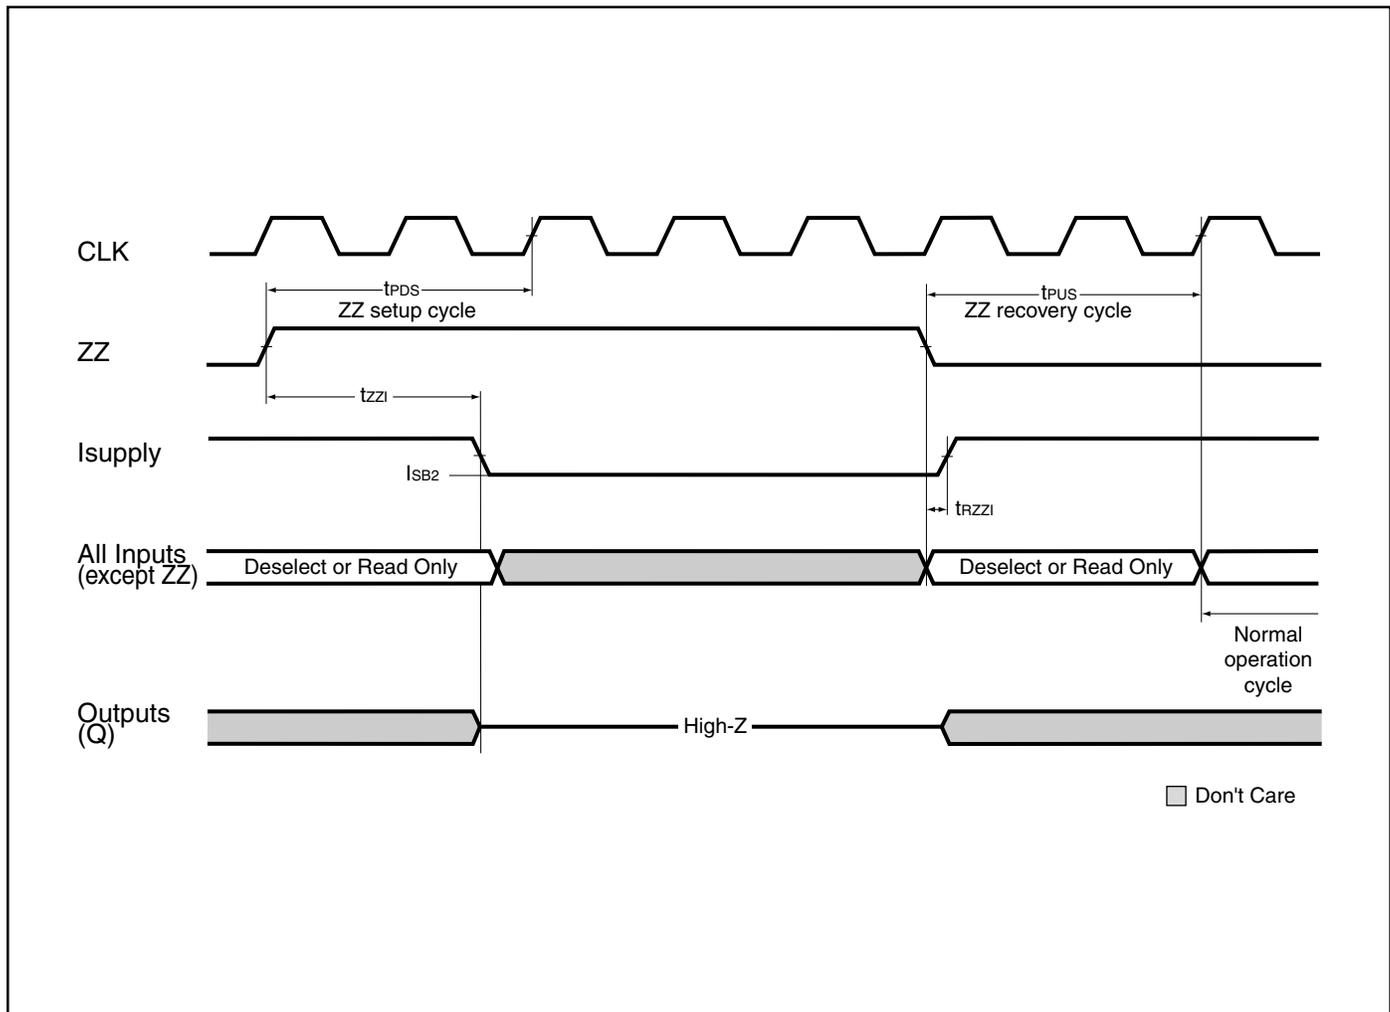 CLK
tPDS
ZZ setup cycle
tPUS
ZZ recovery cycle
ZZ
tZZI
Isupply
ISB2
tRZZI
All Inputs
(except ZZ)
Deselect or Read Only
Deselect or Read Only
Normal
operation
cycle
Outputs
(Q)
High-Z
Don't Care